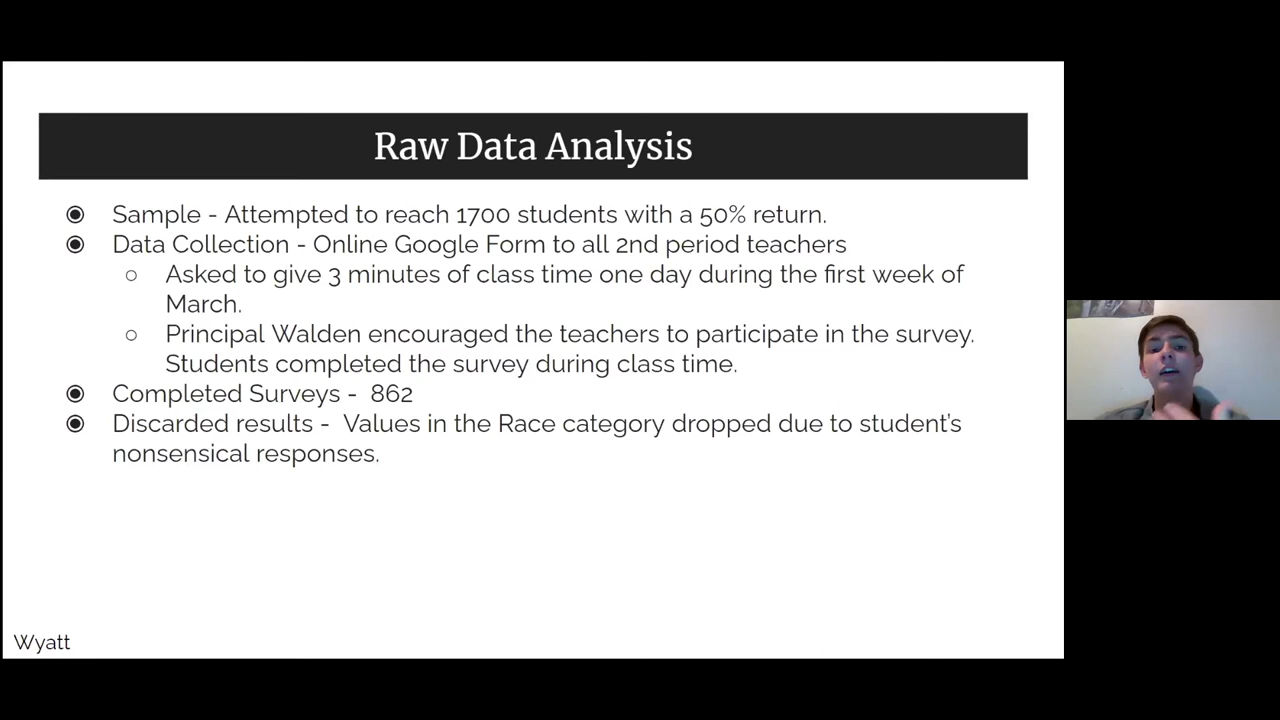 Raw Data Analysis
Sample - Attempted to reach 1700 students with a 50% return.
Data Collection - Online Google Form to all 2nd period teachers
Asked to give 3 minutes of class time one day during the first week of
March.
Principal Walden encouraged the teachers to participate in the survey.
Students completed the survey during class time.
Completed Surveys - 862
Discarded results - Values in the Race category dropped due to student's
nonsensical responses.
Wyatt